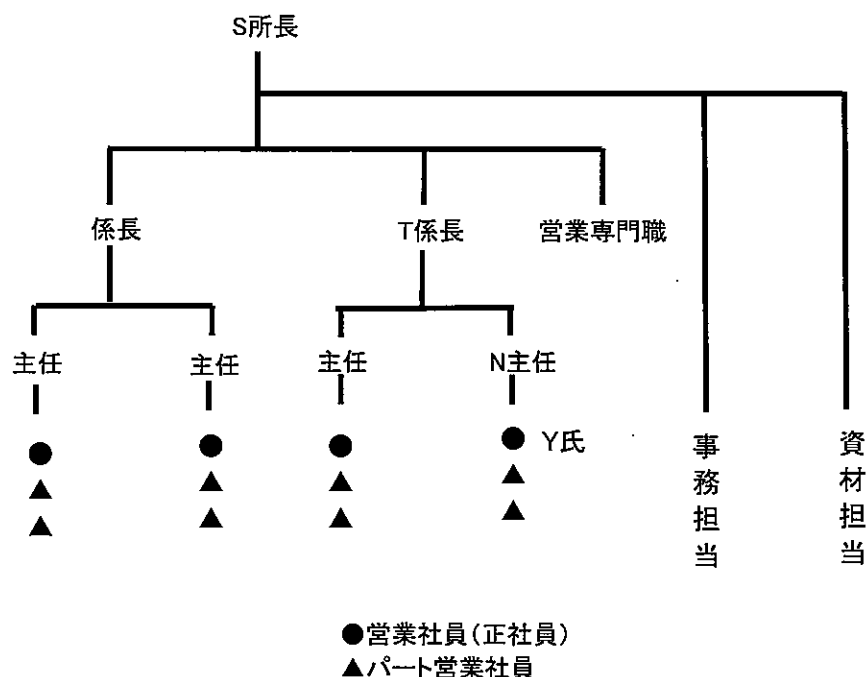 S所長
係長
T係長
営業専門職
主任
主任
主任
N主任
● Y氏
▲
▲
●
▲
▲
●
▲
▲
●
▲
▲
事務担当
資材担当
●営業社員(正社員)
▲パート営業社員